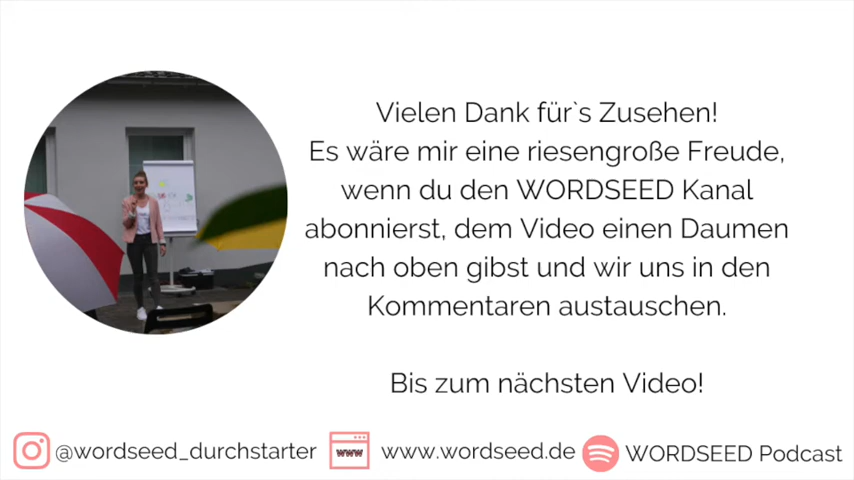 Vielen Dank für`s Zusehen!
Es wäre mir eine riesengroße Freude,
wenn du den WORDSEED Kanal
abonnierst, dem Video einen Daumen
nach oben gibst und wir uns in den
Kommentaren austauschen.
Bis zum nächsten Video!
@wordseed_durchstarter
www
www.wordseed.de
WORDSEED Podcast